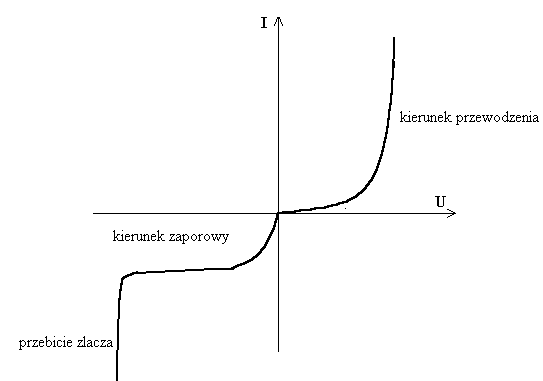 I
kierunek przewodzenia
U
kierunek zaporowy
przebicie zlacza